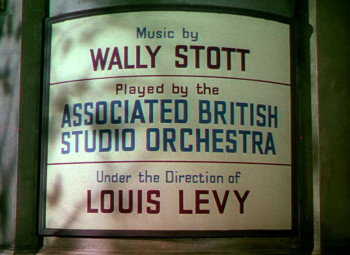 Music by
WALLY STOTT
Played by the
ASSOCIATED BRITISH
STUDIO ORCHESTRA
Under the Direction of
LOUIS LEVY